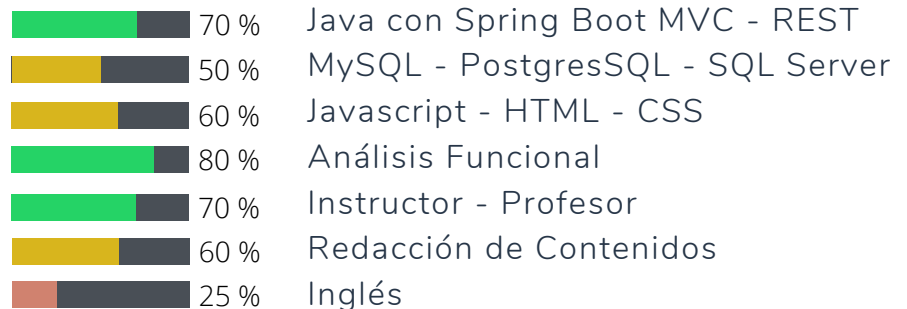 70 % Java con Spring Boot MVC - REST
50 % MySQL - PostgresSQL - SQL Server
60 % Javascript - HTML - CSS
80 % Análisis Funcional
70 % Instructor - Profesor
60 % Redacción de Contenidos
25 % Inglés